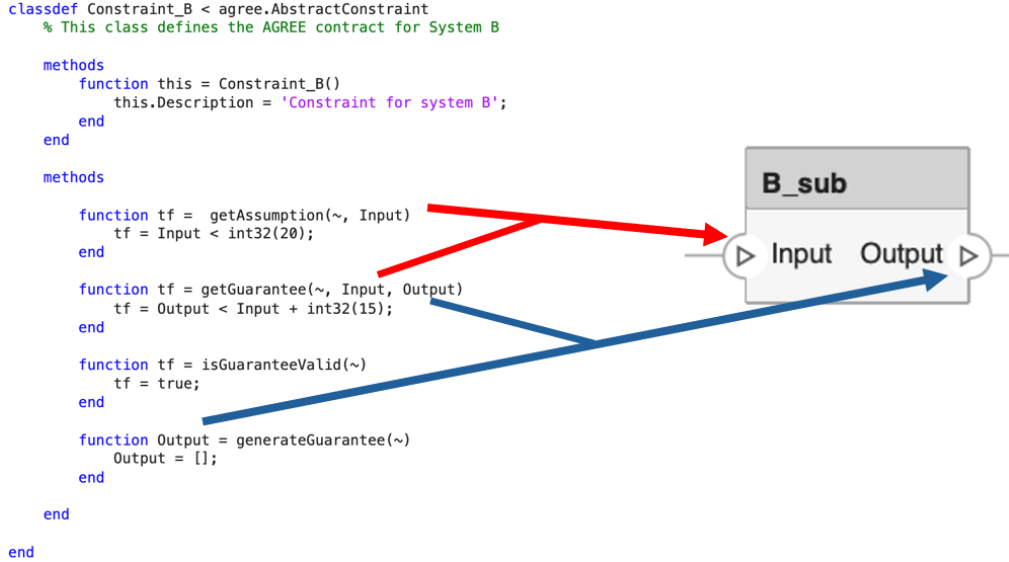 classdef Constraint_B < agree.AbstractConstraint
% This class defines the AGREE contract for System B
methods
function this = Constraint_B()
this.Description = 'Constraint for system B';
end
end
methods
function tf =  getAssumption(~, Input)
tf = Input < int32(20);
end
function tf = getGuarantee(~, Input, Output)
tf = Output < Input + int32(15);
end
function tf = isGuaranteeValid(~)
tf = true;
end
function Output = generateGuarantee(~)
Output = [];
end
end
end
B_sub
Input Output